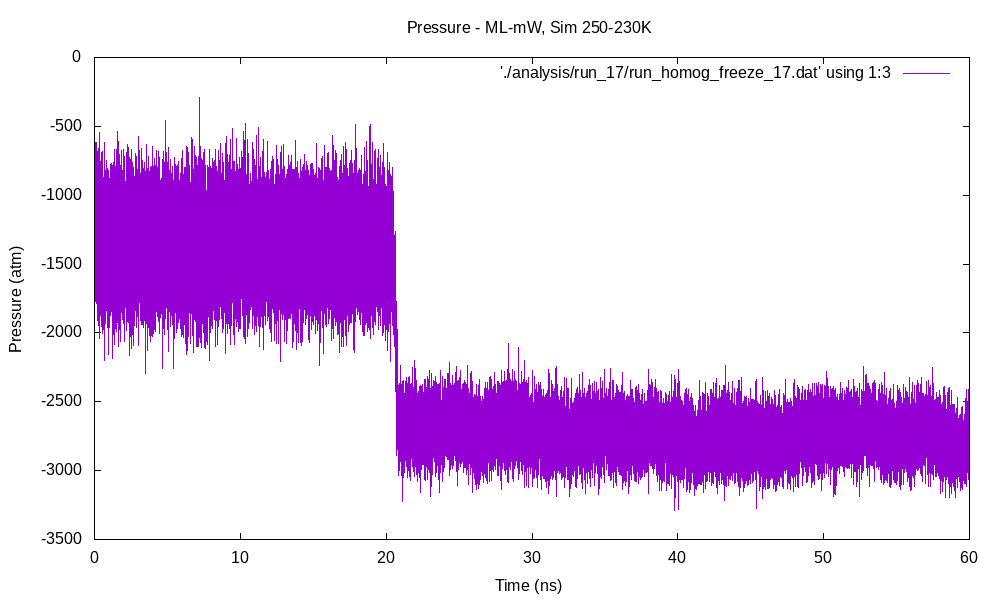 Pressure - ML-mW, Sim 250-230K
'./analysis/run_17/run_homog_freeze_17.dat' using 1:3
0
-500
-1000
-1500
-2000
-2500
-3000
-3500
Pressure (atm)
0 10 20 30 40 50 60
Time (ns)